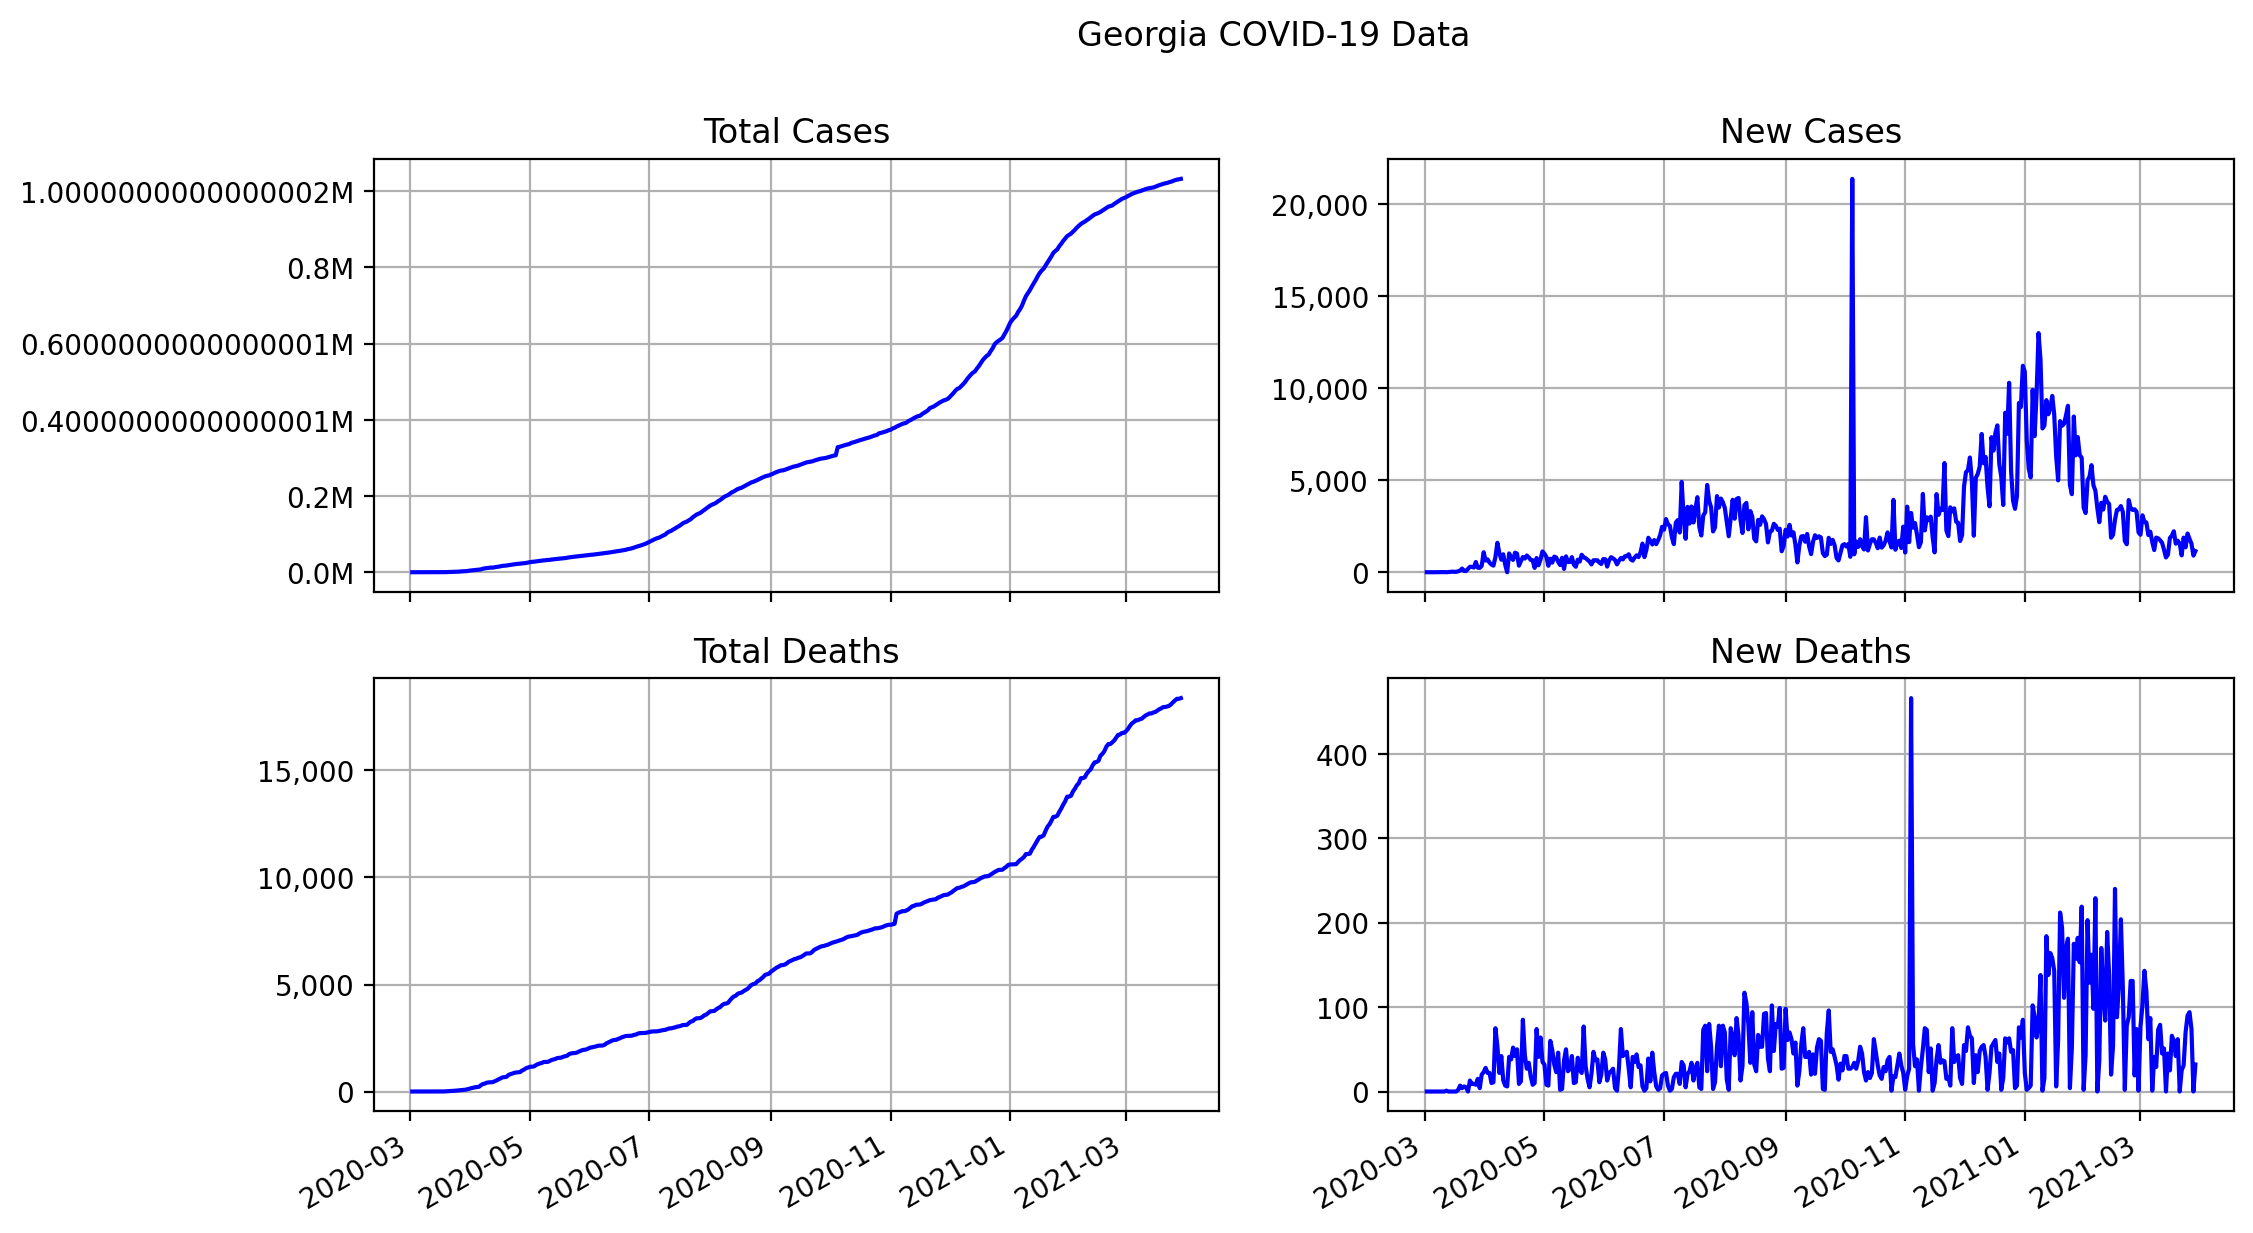 Georgia COVID-19 Data
Total Cases
1.0000000000000002M
0.8M
0.6000000000000001M
0.4000000000000001M
0.2M
0.0M
New Cases
20,000
15,000
10,000
5,000
0
Total Deaths
15,000
10,000
5,000
0
2020-03
2020-05
2020-07
2020-09
2020-11
2021-01
2021-03
New Deaths
400
300
200
100
0
2020-03
2020-05
2020-07
2020-09
2020-11
2021-01
2021-03